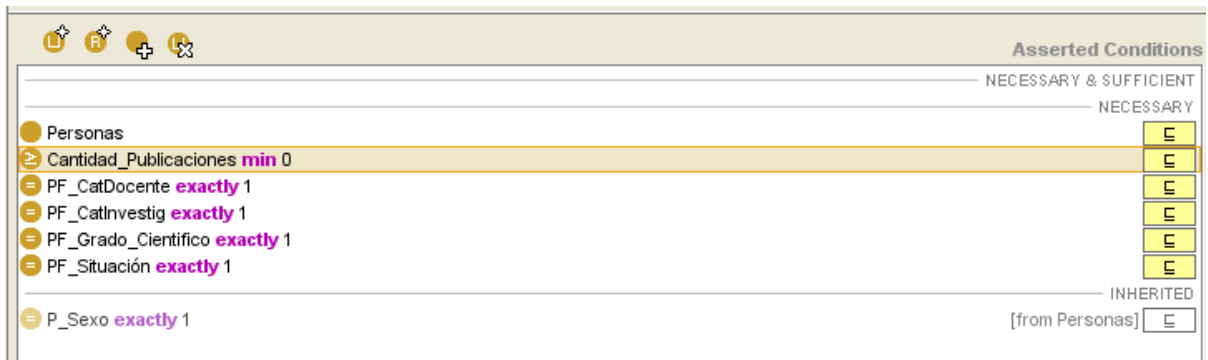 Asserted Conditions
NECESSARY & SUFFICIENT
NECESSARY
Personas ⊑
≥ Cantidad_Publicaciones min 0 ⊑
= PF_CatDocente exactly 1 ⊑
= PF_CatInvestig exactly 1 ⊑
= PF_Grado_Cientifico exactly 1 ⊑
= PF_Situación exactly 1 ⊑
INHERITED
= P_Sexo exactly 1 [from Personas] ⊑